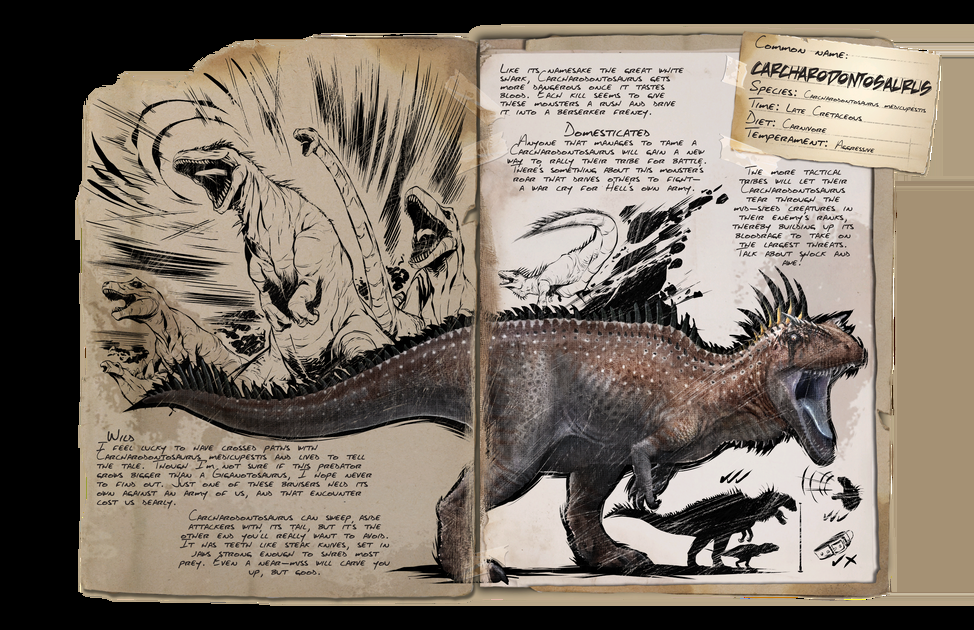 Wild
I feel lucky to have crossed paths with
Carcharodontosaurus medicupestis and lived to tell
the tale. Though I'm not sure if this predator
grows bigger than a Giganotosaurus, I hope never
to find out. Just one of these bruisers held its
own against an army of us, and that encounter
cost us dearly.
Carcharodontosaurus can sweep aside
attackers with its tail, but it's the
other end you'll really want to avoid.
It has teeth like steak knives, set in
jaws strong enough to shred most
prey. Even a near-miss will carve you
up, but good.
Like its namesake the great white
shark, Carcharodontosaurus gets
more dangerous once it tastes
blood. Each kill seems to give
these monsters a rush and drive
it into a berserker frenzy.
Domesticated
Anyone that manages to tame a
Carcharodontosaurus will gain a new
way to rally their tribe for battle.
There's something about this monster's
roar that drives others to fight—
a war cry for Hell's own army.
Common name:
Carcharodontosaurus
Species: Carcharodontosaurus medicupestis
Time: Late Cretaceous
Diet: Carnivore
Temperament: Aggressive
The more tactical
tribes will let their
Carcharodontosaurus
tear through the
mid-sized creatures in
their enemy's ranks,
thereby building up its
bloodrage to take on
the largest threats.
Talk about shock and
awe!